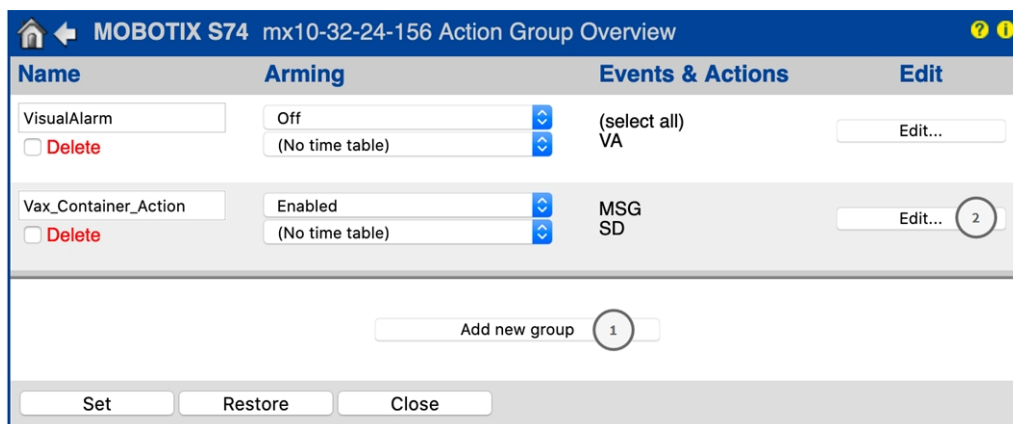 MOBOTIX S74 mx10-32-24-156 Action Group Overview ? i
Name Arming Events & Actions Edit
VisualAlarm Off (select all) Edit...
Delete (No time table) VA
Vax_Container_Action Enabled MSG Edit... 2
Delete (No time table) SD
Add new group 1
Set Restore Close